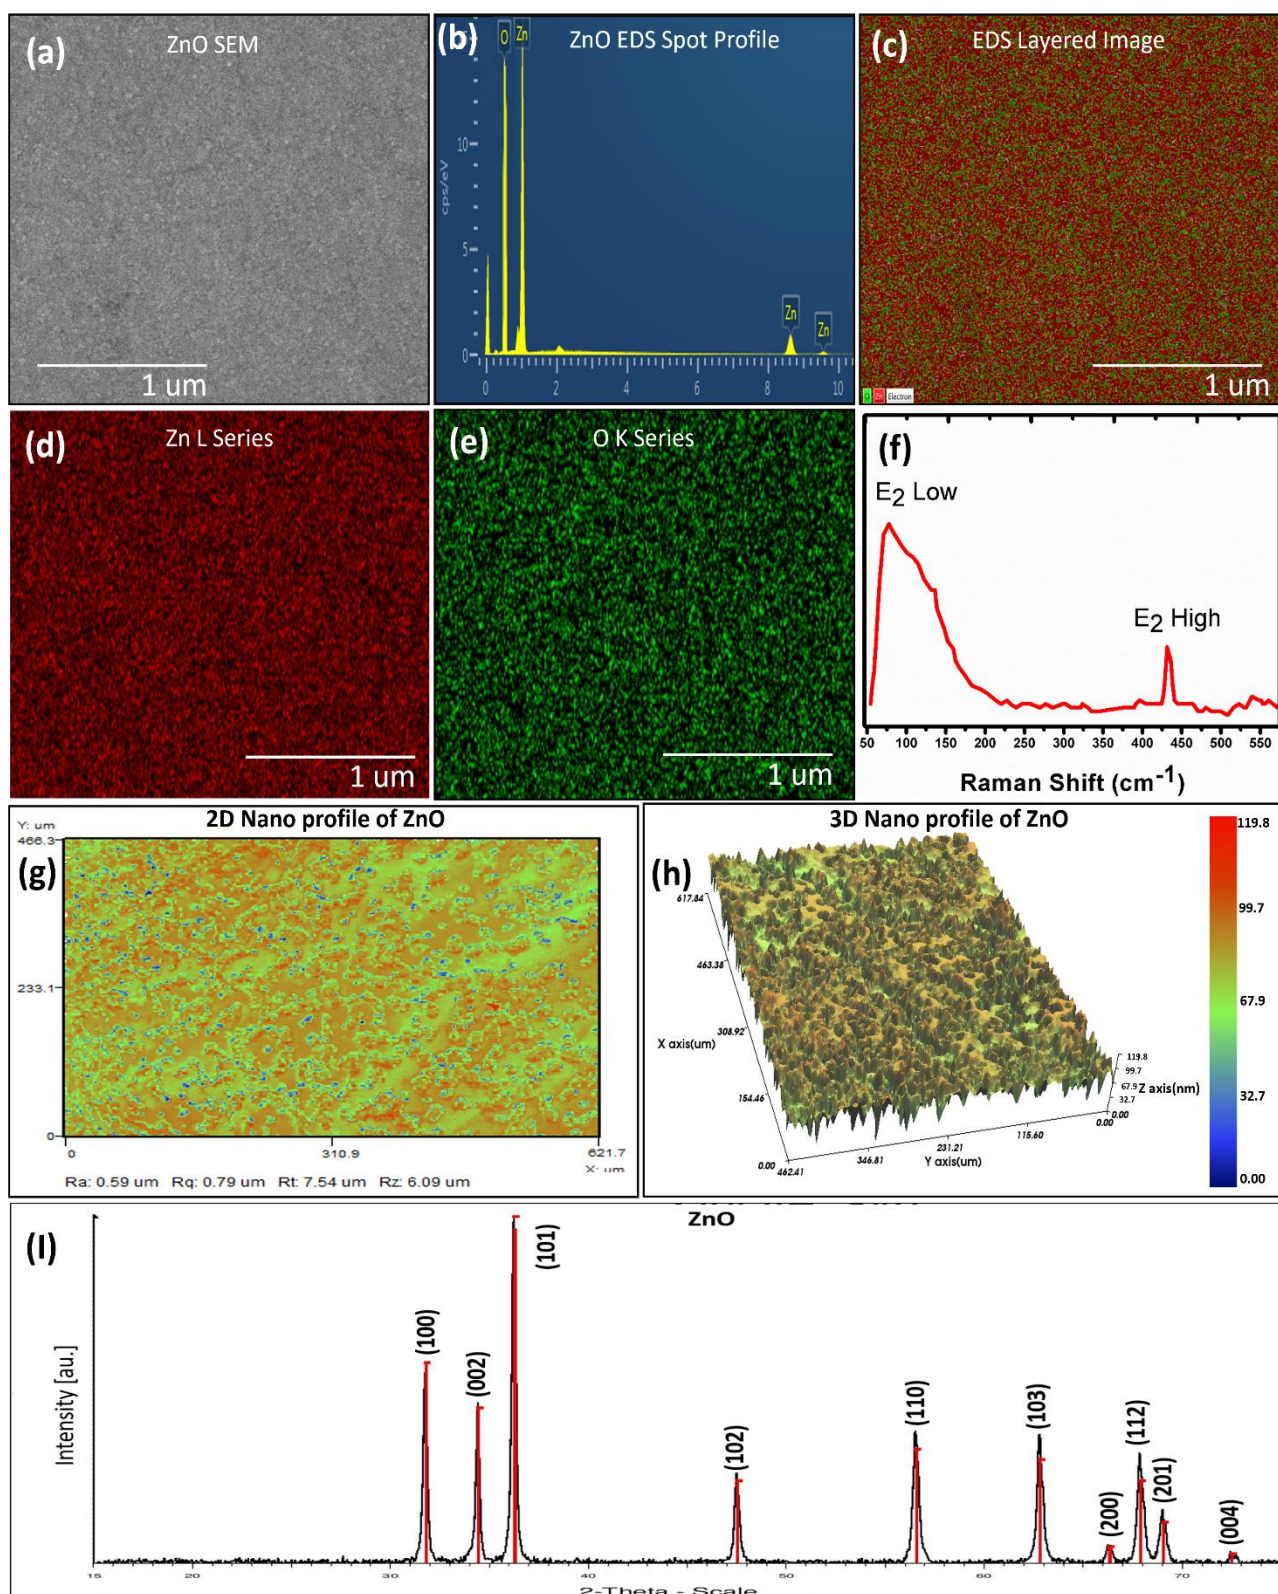 (a)
ZnO SEM
1 um
(b)
ZnO EDS Spot Profile
O
Zn
Zn
Zn
cps/eV
10
5
0
0 2 4 6 8 10
(c)
EDS Layered Image
1 um
O Zn Electron
(d)
Zn L Series
1 um
(e)
O K Series
1 um
(f)
E2 Low
E2 High
50 100 150 200 250 300 350 400 450 500 550
Raman Shift (cm-1)
2D Nano profile of ZnO
Y: um
466.3
(g)
233.1
0
0 310.9 621.7
X: um
Ra: 0.59 um Rq: 0.79 um Rt: 7.54 um Rz: 6.09 um
3D Nano profile of ZnO
(h)
617.84
463.38
308.92
X axis(um)
154.46
0.00
462.41
346.81
231.21
115.60
0.00
Y axis(um)
119.8
99.7
67.9
32.7
0.00
Z axis(nm)
119.8
99.7
67.9
32.7
0.00
ZnO
(I)
(100)
(002)
(101)
(102)
(110)
(103)
(200)
(112)
(201)
(004)
Intensity [au.]
15 20 30 40 50 60 70
2-Theta - Scale